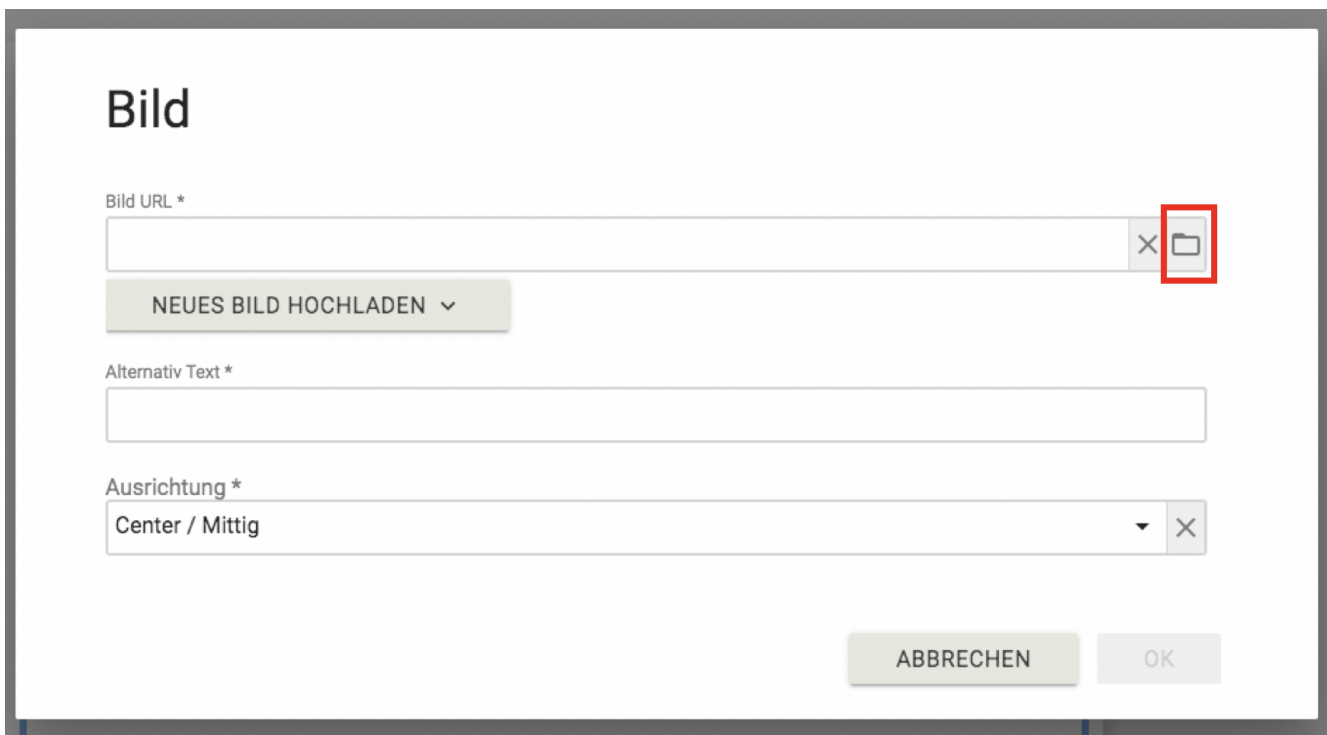 Bild
Bild URL *
NEUES BILD HOCHLADEN
Alternativ Text *
Ausrichtung *
Center / Mittig
ABBRECHEN
OK